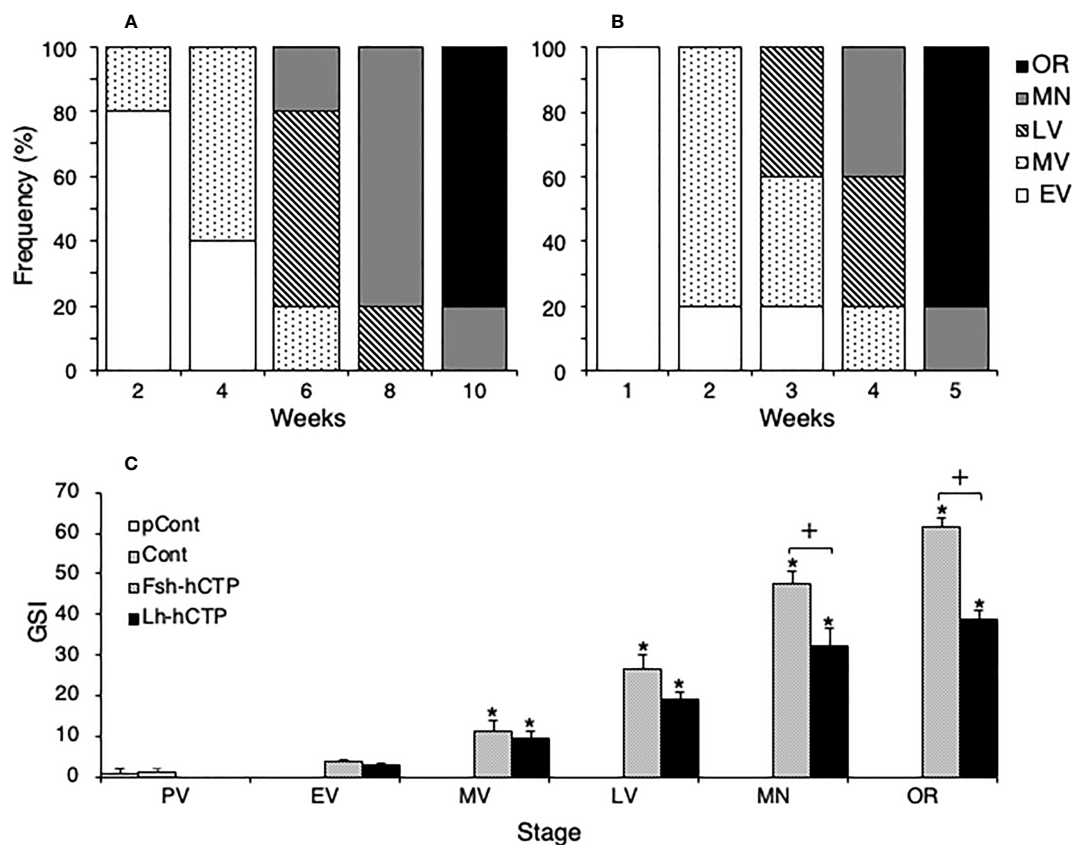 A
B
Frequency (%)
100
80
60
40
20
0
2 4 6 8 10
Weeks
100
80
60
40
20
0
1 2 3 4 5
Weeks
OR
MN
LV
MV
EV
C
GSI
70
60
50
40
30
20
10
0
pCont
Cont
Fsh-hCTP
Lh-hCTP
* *
* *
* + *
* + *
PV EV MV LV MN OR
Stage